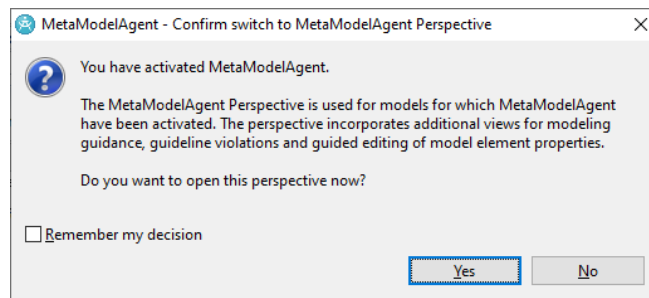 MetaModelAgent - Confirm switch to MetaModelAgent Perspective
You have activated MetaModelAgent.
The MetaModelAgent Perspective is used for models for which MetaModelAgent
have been activated. The perspective incorporates additional views for modeling
guidance, guideline violations and guided editing of model element properties.
Do you want to open this perspective now?
Remember my decision
Yes No